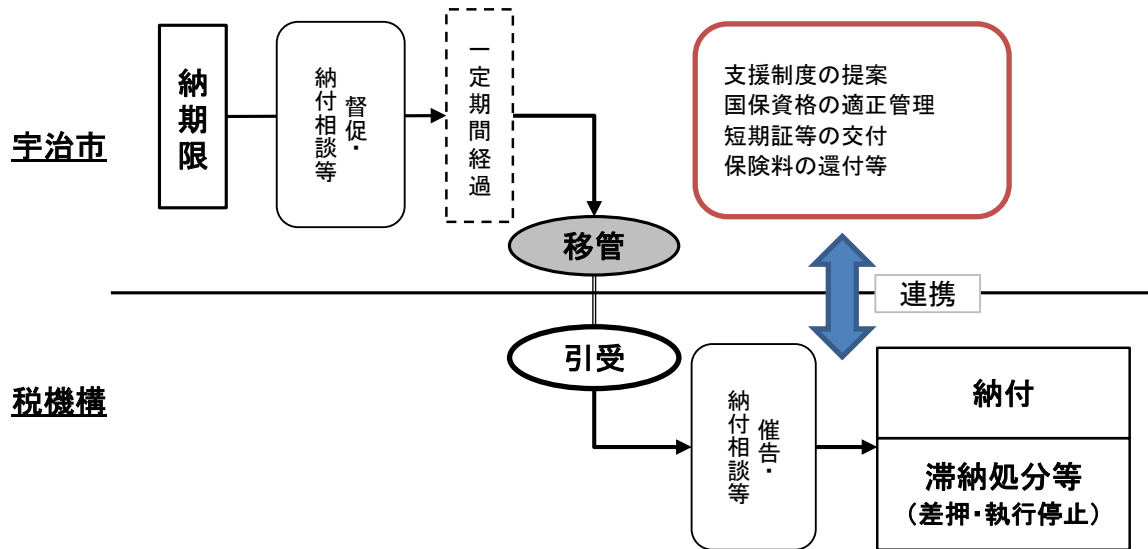 宇治市
納期限
督促・
納付相談等
一定期間経過
移管
支援制度の提案
国保資格の適正管理
短期証等の交付
保険料の還付等
連携
税機構
引受
催告・
納付相談等
納付
滞納処分等
（差押・執行停止）